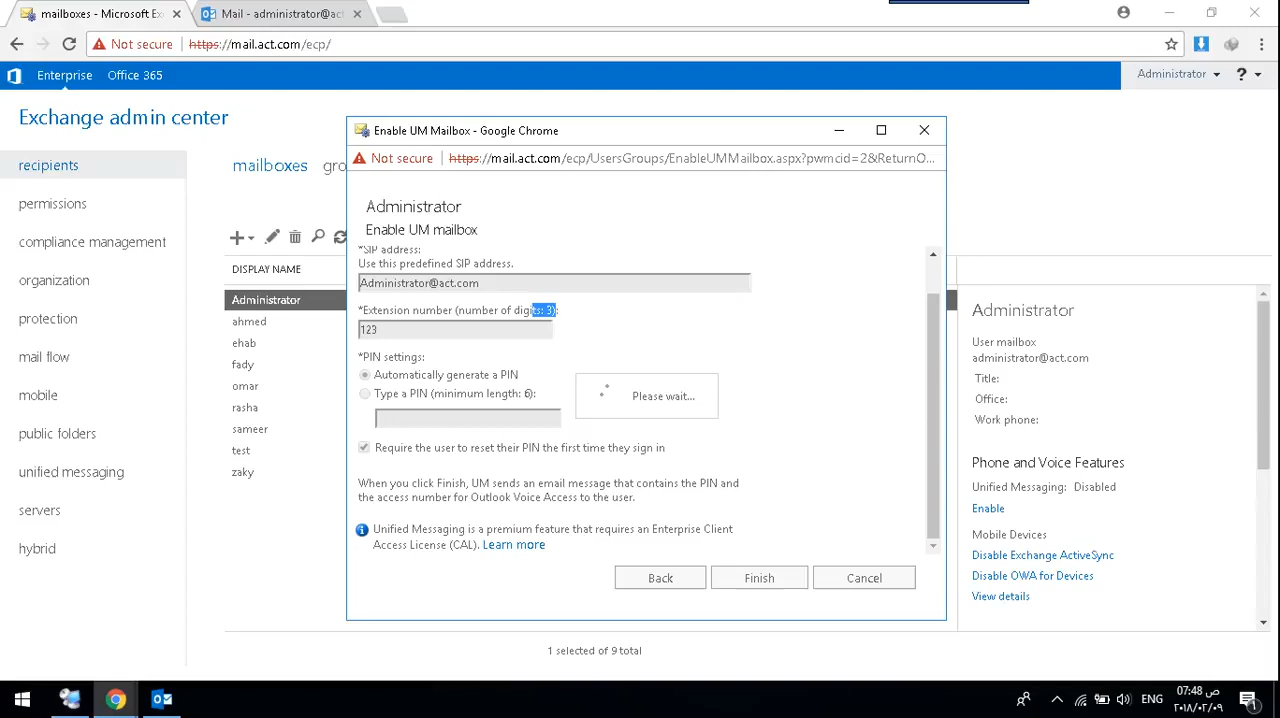 mailboxes - Microsoft Ex
Mail - administrator@act
Not secure
https://mail.act.com/ecp/
Enterprise
Office 365
Administrator
?
Exchange admin center
recipients
permissions
compliance management
organization
protection
mail flow
mobile
public folders
unified messaging
servers
hybrid
mailboxes
gro
DISPLAY NAME
Administrator
ahmed
ehab
fady
omar
rasha
sameer
test
zaky
1 selected of 9 total
Enable UM Mailbox - Google Chrome
Not secure
https://mail.act.com/ecp/UsersGroups/EnableUMMailbox.aspx?pwmcid=2&ReturnO...
Administrator
Enable UM mailbox
*SIP address:
Use this predefined SIP address.
Administrator@act.com
*Extension number (number of digits: 3):
123
*PIN settings:
Automatically generate a PIN
Type a PIN (minimum length: 6):
Please wait...
Require the user to reset their PIN the first time they sign in
When you click Finish, UM sends an email message that contains the PIN and
the access number for Outlook Voice Access to the user.
Unified Messaging is a premium feature that requires an Enterprise Client
Access License (CAL). Learn more
Back
Finish
Cancel
Administrator
User mailbox
administrator@act.com
Title:
Office:
Work phone:
Phone and Voice Features
Unified Messaging: Disabled
Enable
Mobile Devices
Disable Exchange ActiveSync
Disable OWA for Devices
View details
ENG
07:48 ص
٢٠١٨/٠٢/٠٩
1